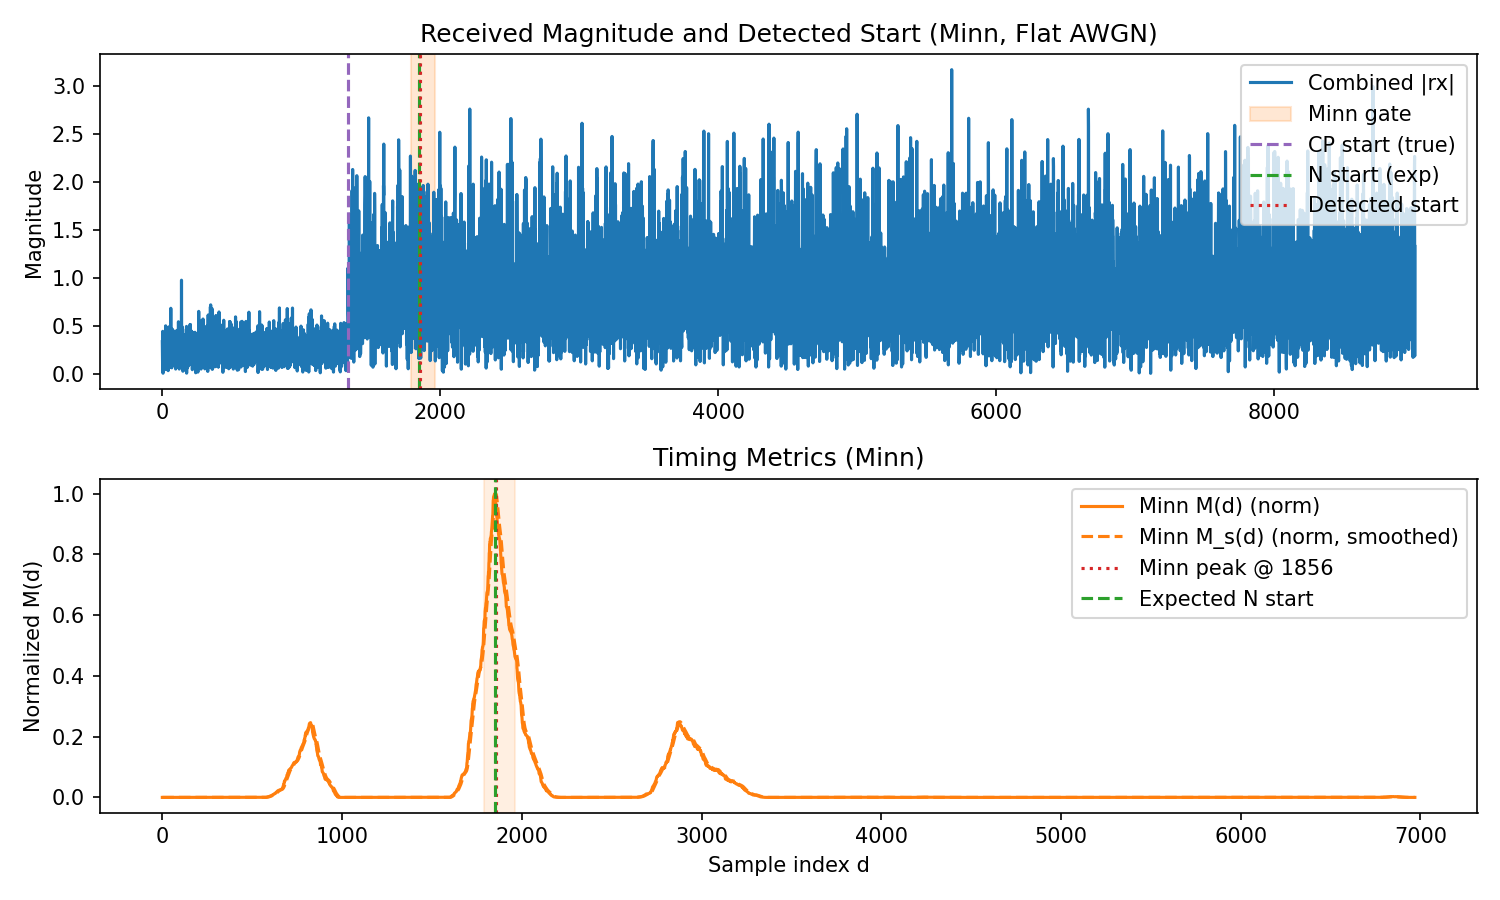 Received Magnitude and Detected Start (Minn, Flat AWGN)
Magnitude
3.0
2.5
2.0
1.5
1.0
0.5
0.0
Combined |rx|
Minn gate
CP start (true)
N start (exp)
Detected start
0 2000 4000 6000 8000
Timing Metrics (Minn)
Normalized M(d)
1.0
0.8
0.6
0.4
0.2
0.0
Minn M(d) (norm)
Minn M_s(d) (norm, smoothed)
Minn peak @ 1856
Expected N start
0 1000 2000 3000 4000 5000 6000 7000
Sample index d